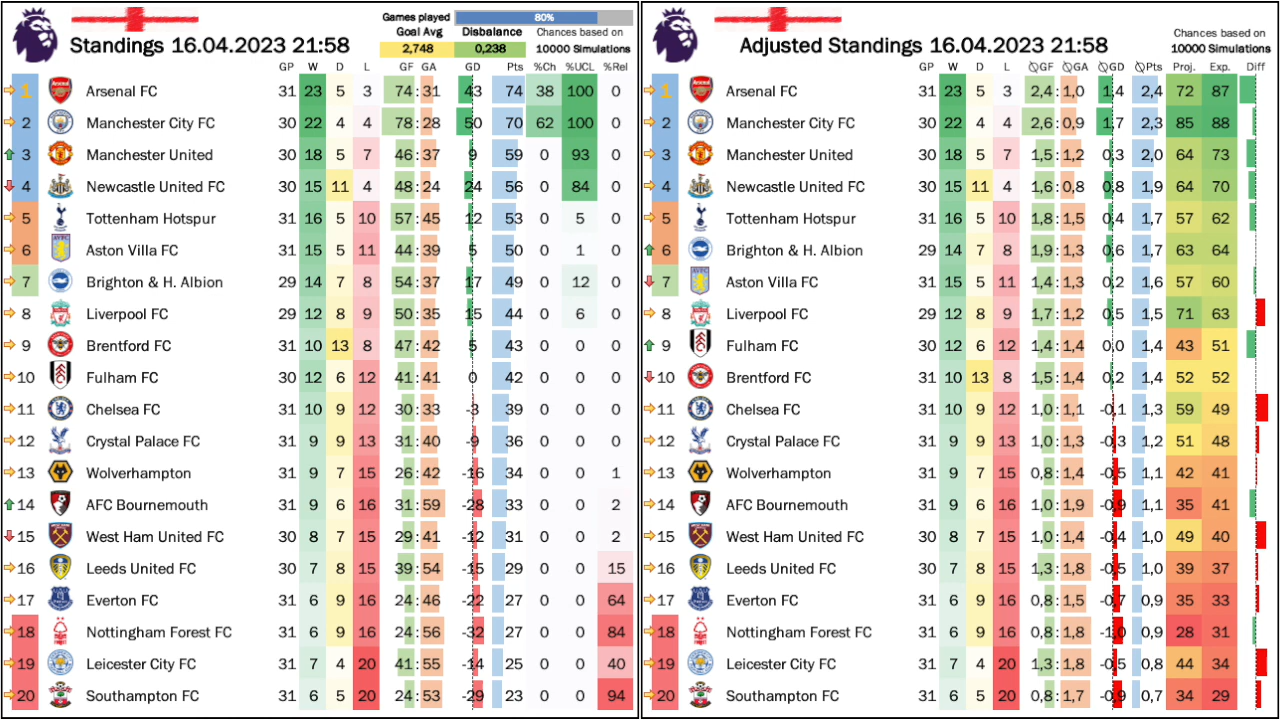 Games played 80%
Goal Avg Disbalance Chances based on
Standings 16.04.2023 21:58 2,748 0,238 10000 Simulations
GP W D L GF GA GD Pts %Ch %UCL %Rel
1 Arsenal FC 31 23 5 3 74 : 31 43 74 38 100 0
2 Manchester City FC 30 22 4 4 78 : 28 50 70 62 100 0
3 Manchester United 30 18 5 7 46 : 37 9 59 0 93 0
4 Newcastle United FC 30 15 11 4 48 : 24 24 56 0 84 0
5 Tottenham Hotspur 31 16 5 10 57 : 45 12 53 0 5 0
6 Aston Villa FC 31 15 5 11 44 : 39 5 50 0 1 0
7 Brighton & H. Albion 29 14 7 8 54 : 37 17 49 0 12 0
8 Liverpool FC 29 12 8 9 50 : 35 15 44 0 6 0
9 Brentford FC 31 10 13 8 47 : 42 5 43 0 0 0
10 Fulham FC 30 12 6 12 41 : 41 0 42 0 0 0
11 Chelsea FC 31 10 9 12 30 : 33 -3 39 0 0 0
12 Crystal Palace FC 31 9 9 13 31 : 40 -9 36 0 0 0
13 Wolverhampton 31 9 7 15 26 : 42 -16 34 0 0 1
14 AFC Bournemouth 31 9 6 16 31 : 59 -28 33 0 0 2
15 West Ham United FC 30 8 7 15 29 : 41 -12 31 0 0 2
16 Leeds United FC 30 7 8 15 39 : 54 -15 29 0 0 15
17 Everton FC 31 6 9 16 24 : 46 -22 27 0 0 64
18 Nottingham Forest FC 31 6 9 16 24 : 56 -32 27 0 0 84
19 Leicester City FC 31 7 4 20 41 : 55 -14 25 0 0 40
20 Southampton FC 31 6 5 20 24 : 53 -29 23 0 0 94
Chances based on
Adjusted Standings 16.04.2023 21:58 10000 Simulations
GP W D L ∅GF ∅GA ∅GD ∅Pts Proj. Exp. Diff
1 Arsenal FC 31 23 5 3 2,4 : 1,0 1,4 2,4 72 87
2 Manchester City FC 30 22 4 4 2,6 : 0,9 1,7 2,3 85 88
3 Manchester United 30 18 5 7 1,5 : 1,2 0,3 2,0 64 73
4 Newcastle United FC 30 15 11 4 1,6 : 0,8 0,8 1,9 64 70
5 Tottenham Hotspur 31 16 5 10 1,8 : 1,5 0,4 1,7 57 62
6 Brighton & H. Albion 29 14 7 8 1,9 : 1,3 0,6 1,7 63 64
7 Aston Villa FC 31 15 5 11 1,4 : 1,3 0,2 1,6 57 60
8 Liverpool FC 29 12 8 9 1,7 : 1,2 0,5 1,5 71 63
9 Fulham FC 30 12 6 12 1,4 : 1,4 0,0 1,4 43 51
10 Brentford FC 31 10 13 8 1,5 : 1,4 0,2 1,4 52 52
11 Chelsea FC 31 10 9 12 1,0 : 1,1 -0,1 1,3 59 49
12 Crystal Palace FC 31 9 9 13 1,0 : 1,3 -0,3 1,2 51 48
13 Wolverhampton 31 9 7 15 0,8 : 1,4 -0,5 1,1 42 41
14 AFC Bournemouth 31 9 6 16 1,0 : 1,9 -0,9 1,1 35 41
15 West Ham United FC 30 8 7 15 1,0 : 1,4 -0,4 1,0 49 40
16 Leeds United FC 30 7 8 15 1,3 : 1,8 -0,5 1,0 39 37
17 Everton FC 31 6 9 16 0,8 : 1,5 -0,7 0,9 35 33
18 Nottingham Forest FC 31 6 9 16 0,8 : 1,8 -1,0 0,9 28 31
19 Leicester City FC 31 7 4 20 1,3 : 1,8 -0,5 0,8 44 34
20 Southampton FC 31 6 5 20 0,8 : 1,7 -0,9 0,7 34 29